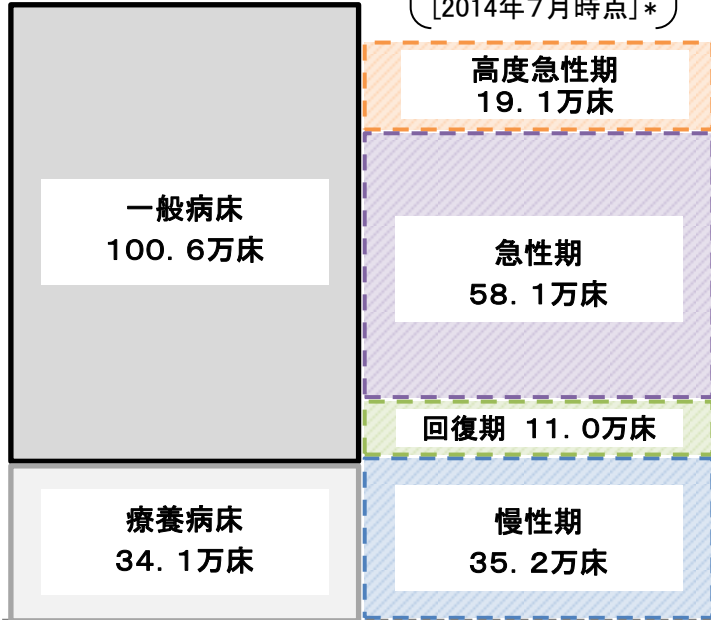 [2014年7月時点]*
高度急性期
19.1万床
一般病床
100.6万床
急性期
58.1万床
回復期 11.0万床
療養病床
34.1万床
慢性期
35.2万床